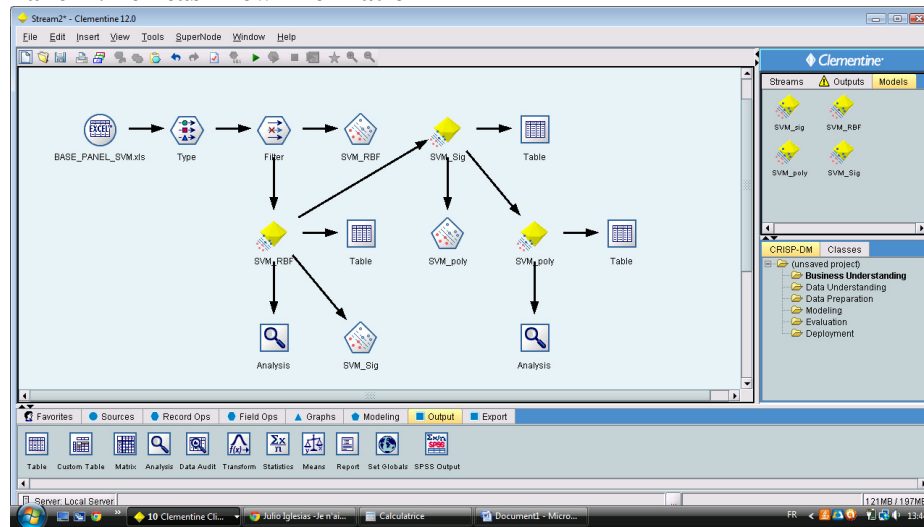 Stream2* - Clementine 12.0
File Edit Insert View Tools SuperNode Window Help
Clementine
Streams Outputs Models
SVM_sig SVM_RBF
SVM_poly SVM_Sig
EXCEL
BASE_PANEL_SVM.xls Type Filter SVM_RBF SVM_Sig Table
SVM_RBF Table SVM_poly SVM_poly Table
Analysis SVM_Sig Analysis
CRISP-DM Classes
(unsaved project)
Business Understanding
Data Understanding
Data Preparation
Modeling
Evaluation
Deployment
Favorites Sources Record Ops Field Ops Graphs Modeling Output Export
Table Custom Table Matrix Analysis Data Audit Transform Statistics Means Report Set Globals SPSS Output
Server: Local Server 121MB / 197MB
10 Clementine Cli... Julio Iglesias -Je n'ai... Calculatrice Document1 - Micro... FR